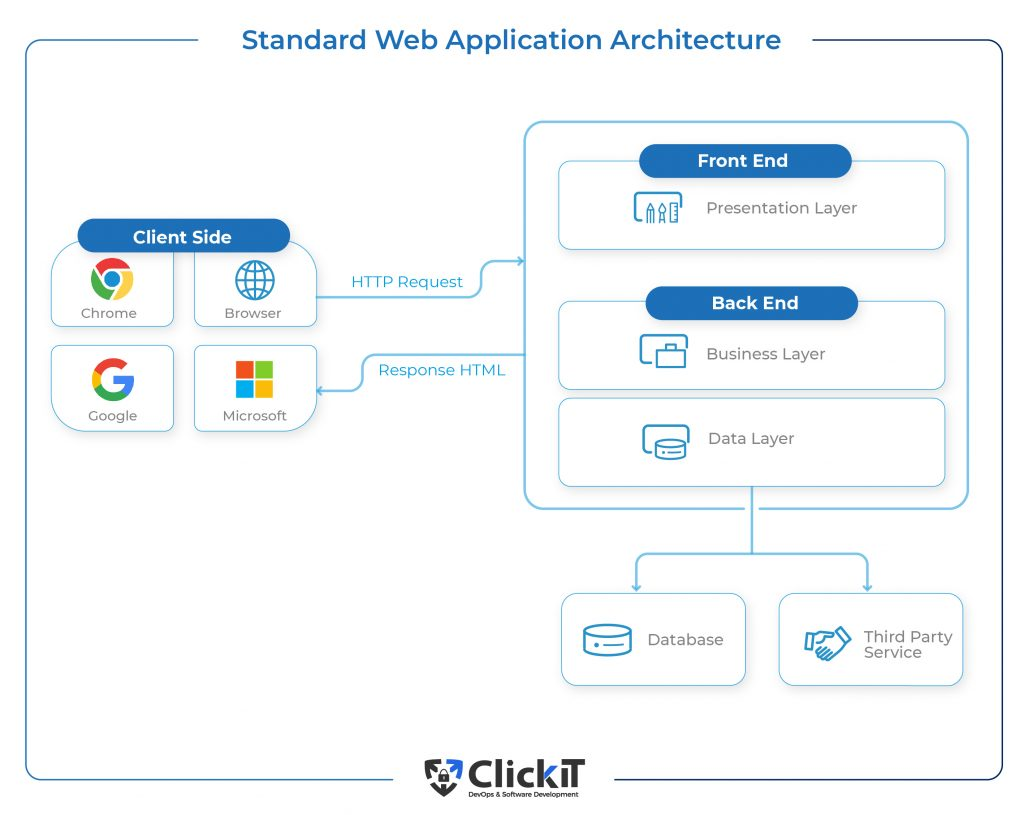 Standard Web Application Architecture
Client Side
Chrome
Browser
Google
Microsoft
HTTP Request
Response HTML
Front End
Presentation Layer
Back End
Business Layer
Data Layer
Database
Third Party
Service
ClickIT
DevOps & Software Development